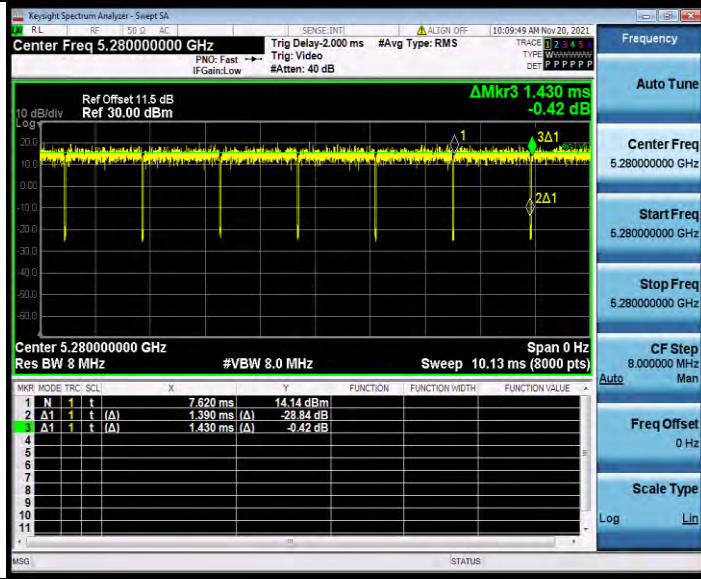 Keysight Spectrum Analyzer - Swept SA
RL RF 50 Ω AC SENSE:INT ALIGN OFF 10:09:49 AM Nov 20, 2021
Center Freq 5.280000000 GHz
Trig Delay-2.000 ms #Avg Type: RMS
TRACE 1 2 3 4 5 6
PNO: Fast Trig: Video
TYPE
IFGain:Low #Atten: 40 dB
DET P P P P P P
Frequency
ΔMkr3 1.430 ms
-0.42 dB
Ref Offset 11.5 dB
10 dB/div Ref 30.00 dBm
Log
20.0
10.0
0.00
-10.0
-20.0
-30.0
-40.0
-50.0
-60.0
1
3Δ1
2Δ1
Center 5.280000000 GHz Span 0 Hz
Res BW 8 MHz #VBW 8.0 MHz Sweep 10.13 ms (8000 pts)
MKR MODE TRC SCL X Y FUNCTION FUNCTION WIDTH FUNCTION VALUE
1 N 1 t 7.620 ms 14.14 dBm
2 Δ1 1 t (Δ) 1.390 ms (Δ) -28.84 dB
3 Δ1 1 t (Δ) 1.430 ms (Δ) -0.42 dB
4
5
6
7
8
9
10
11
MSG STATUS
Auto Tune
Center Freq
5.280000000 GHz
Start Freq
5.280000000 GHz
Stop Freq
5.280000000 GHz
CF Step
8.000000 MHz
Auto Man
Freq Offset
0 Hz
Scale Type
Log Lin